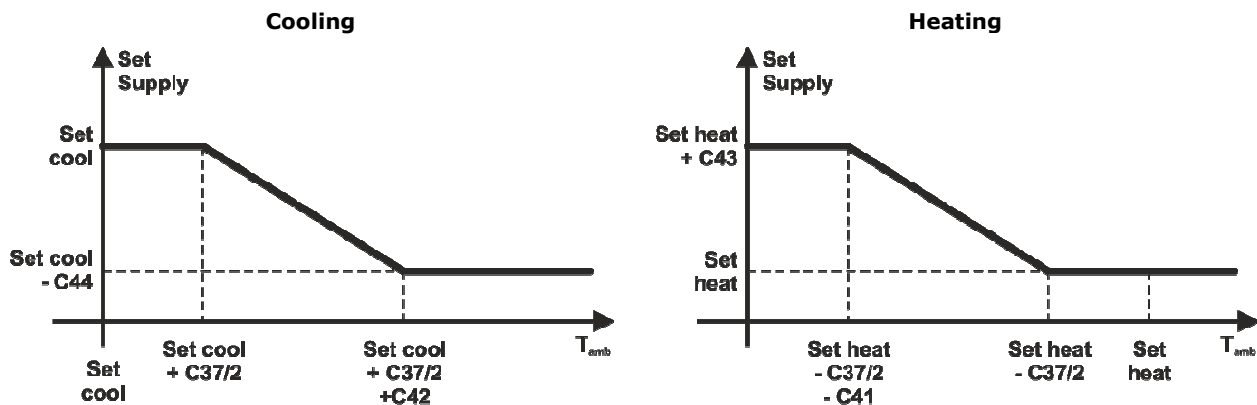 Cooling
Set
Supply
Set
cool
Set cool
- C44
Set
cool
Set cool
+ C37/2
Set cool
+ C37/2
+C42
Tamb
Heating
Set
Supply
Set heat
+ C43
Set
heat
Set heat
- C37/2
- C41
Set heat
- C37/2
Set
heat
Tamb